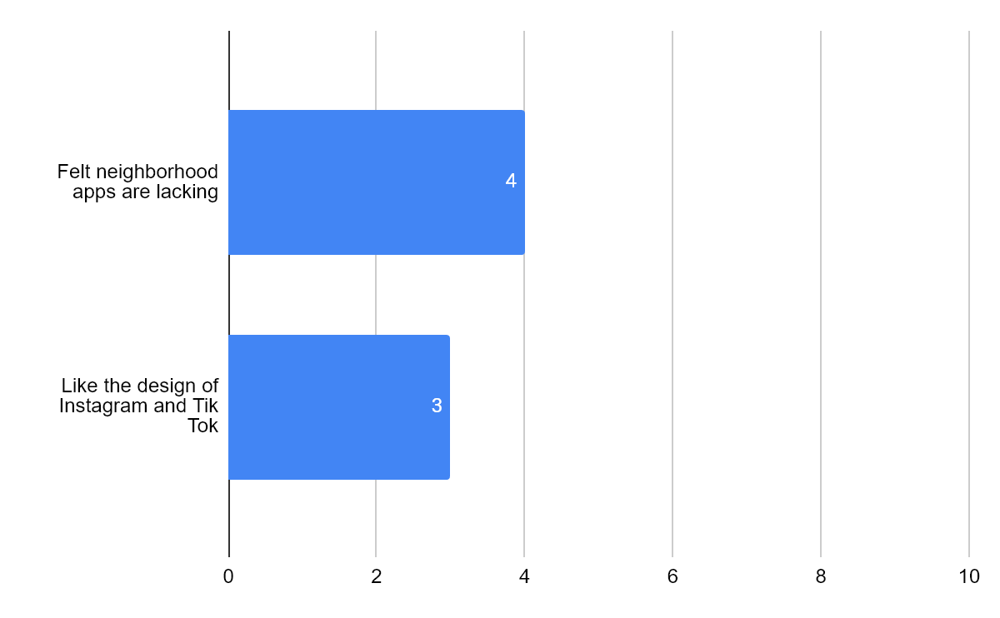 Felt neighborhood
apps are lacking
4
Like the design of
Instagram and Tik
Tok
3
0 2 4 6 8 10